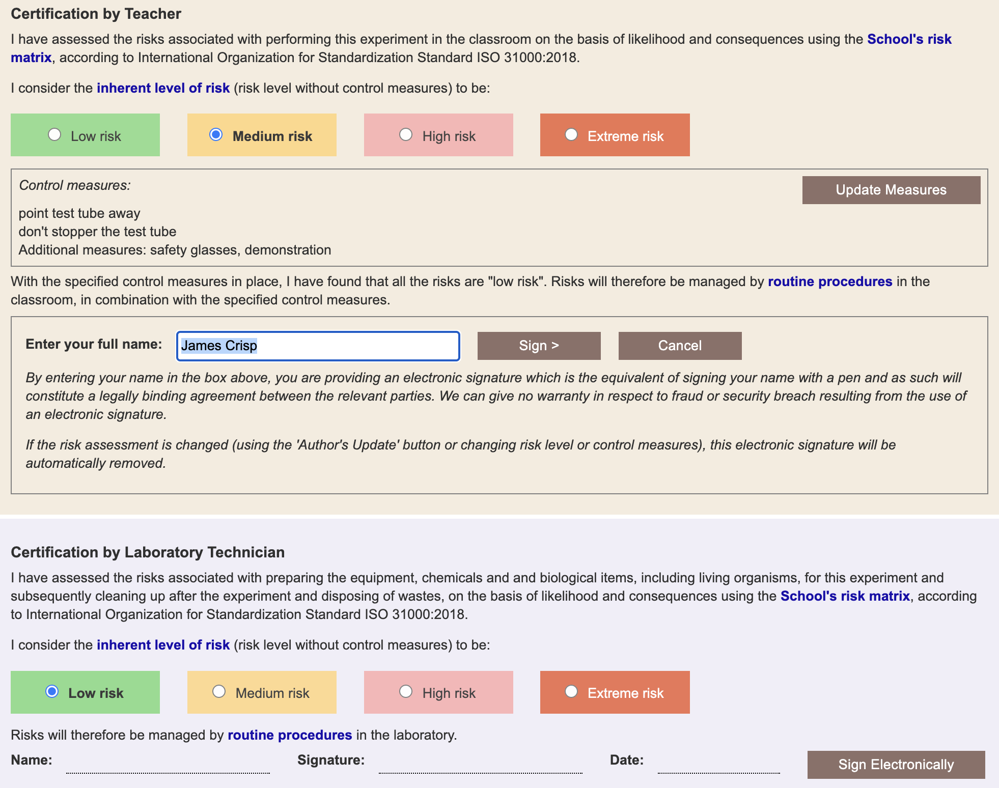 Certification by Teacher
I have assessed the risks associated with performing this experiment in the classroom on the basis of likelihood and consequences using the School's risk
matrix, according to International Organization for Standardization Standard ISO 31000:2018.
I consider the inherent level of risk (risk level without control measures) to be:
Low risk Medium risk High risk Extreme risk
Control measures: Update Measures
point test tube away
don't stopper the test tube
Additional measures: safety glasses, demonstration
With the specified control measures in place, I have found that all the risks are "low risk". Risks will therefore be managed by routine procedures in the
classroom, in combination with the specified control measures.
Enter your full name: James Crisp Sign > Cancel
By entering your name in the box above, you are providing an electronic signature which is the equivalent of signing your name with a pen and as such will
constitute a legally binding agreement between the relevant parties. We can give no warranty in respect to fraud or security breach resulting from the use of
an electronic signature.
If the risk assessment is changed (using the 'Author's Update' button or changing risk level or control measures), this electronic signature will be
automatically removed.
Certification by Laboratory Technician
I have assessed the risks associated with preparing the equipment, chemicals and and biological items, including living organisms, for this experiment and
subsequently cleaning up after the experiment and disposing of wastes, on the basis of likelihood and consequences using the School's risk matrix, according
to International Organization for Standardization Standard ISO 31000:2018.
I consider the inherent level of risk (risk level without control measures) to be:
Low risk Medium risk High risk Extreme risk
Risks will therefore be managed by routine procedures in the laboratory.
Name: Signature: Date: Sign Electronically